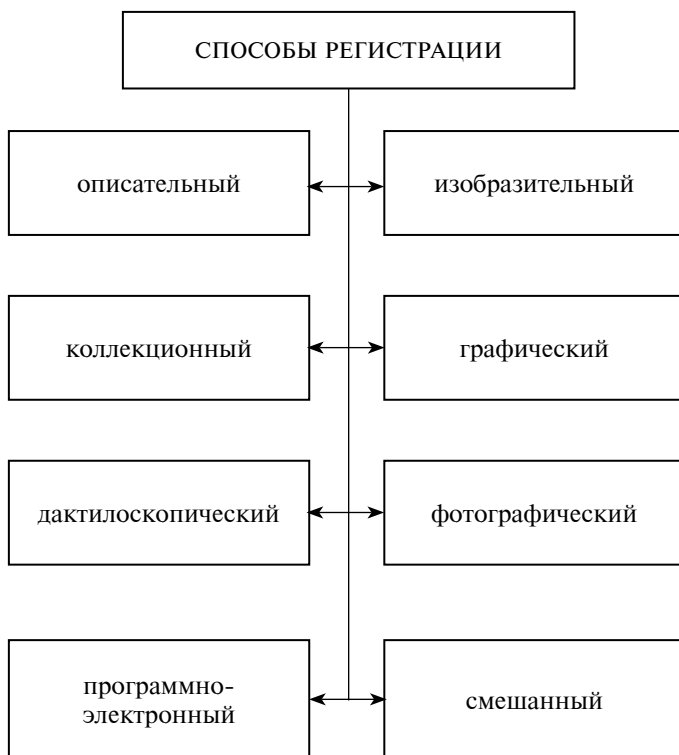 СПОСОБЫ РЕГИСТРАЦИИ
описательный
изобразительный
коллекционный
графический
дактилоскопический
фотографический
программно-
электронный
смешанный